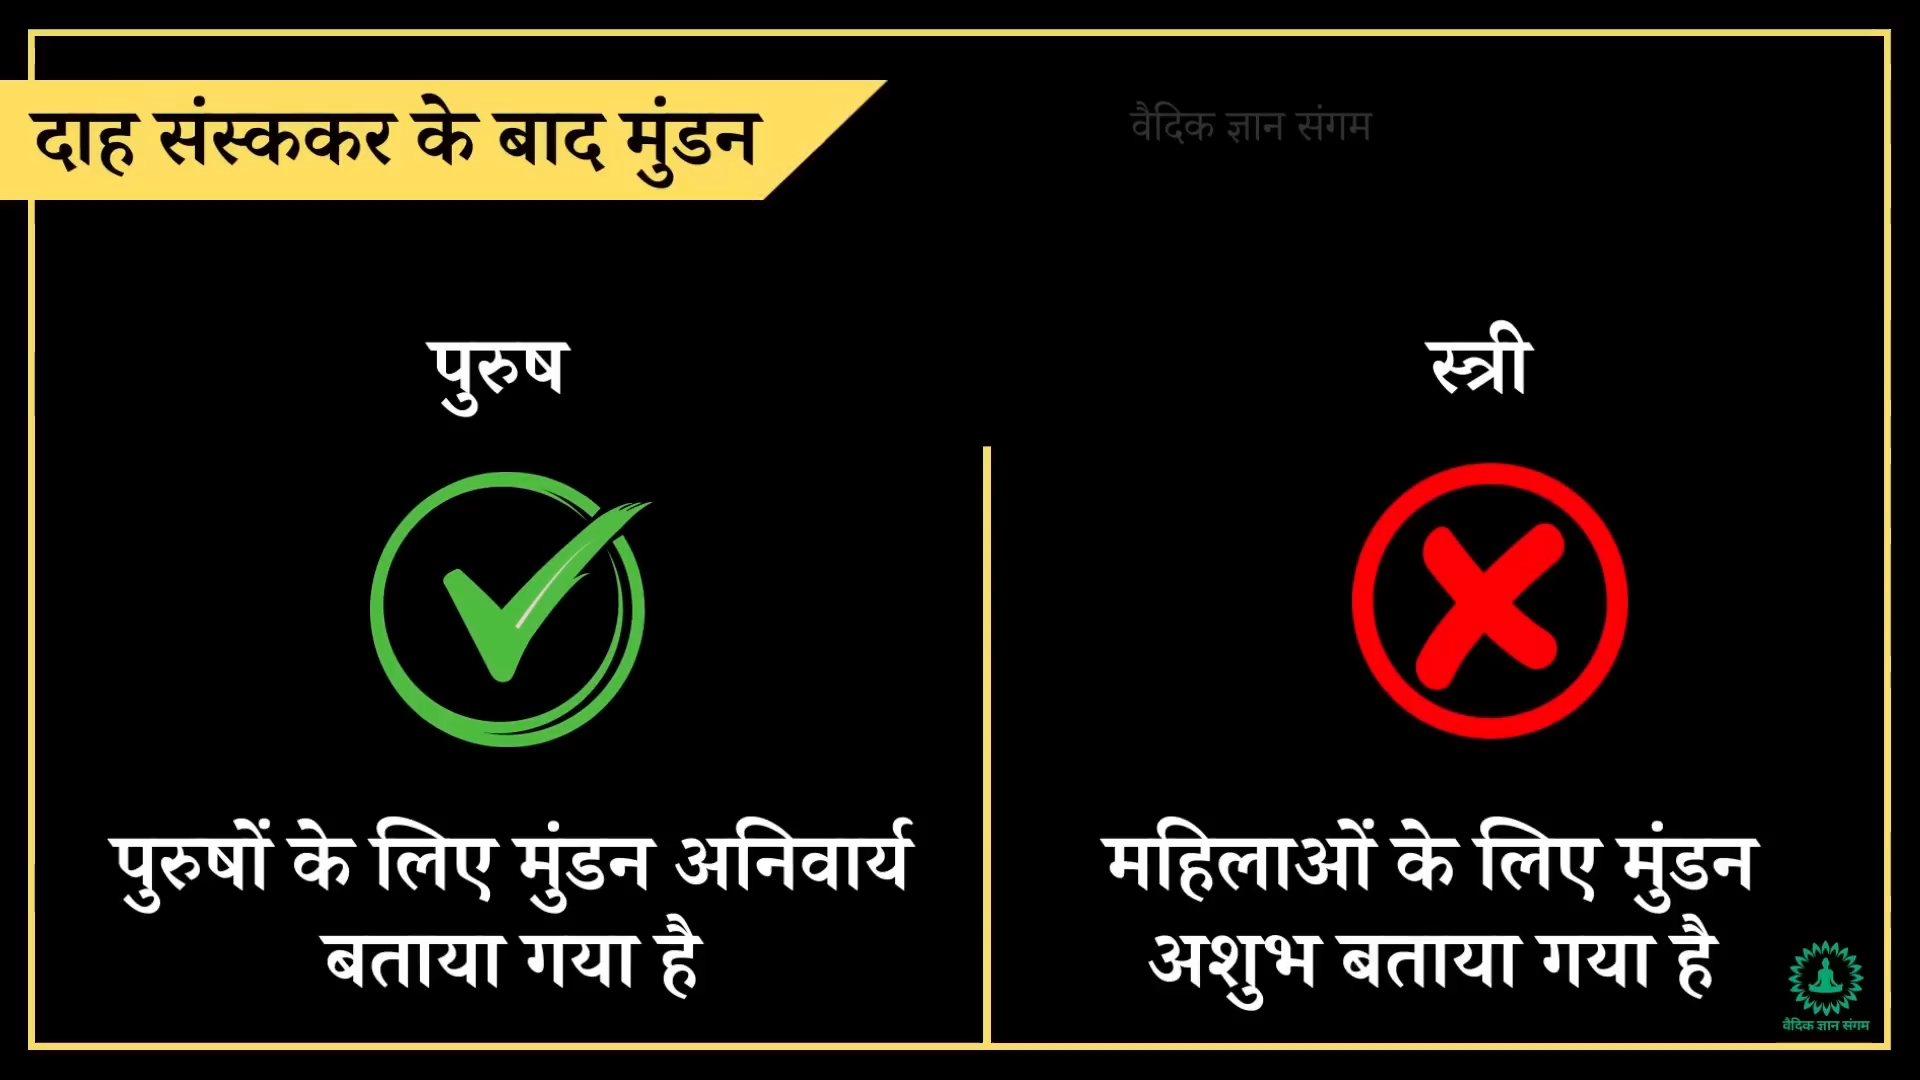 दाह संस्ककर के बाद मुंडन
वैदिक ज्ञान संगम
पुरुष
स्त्री
पुरुषों के लिए मुंडन अनिवार्य
बताया गया है
महिलाओं के लिए मुंडन
अशुभ बताया गया है
वैदिक ज्ञान संगम